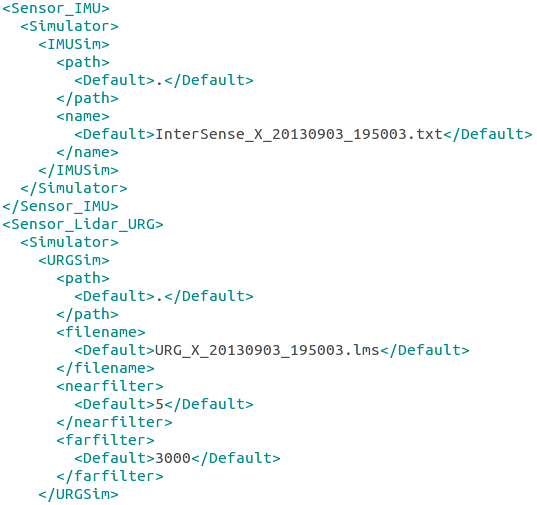 <Sensor_IMU>
  <Simulator>
    <IMUSim>
      <path>
        <Default>.</Default>
      </path>
      <name>
        <Default>InterSense_X_20130903_195003.txt</Default>
      </name>
    </IMUSim>
  </Simulator>
</Sensor_IMU>
<Sensor_Lidar_URG>
  <Simulator>
    <URGSim>
      <path>
        <Default>.</Default>
      </path>
      <filename>
        <Default>URG_X_20130903_195003.lms</Default>
      </filename>
      <nearfilter>
        <Default>5</Default>
      </nearfilter>
      <farfilter>
        <Default>3000</Default>
      </farfilter>
    </URGSim>